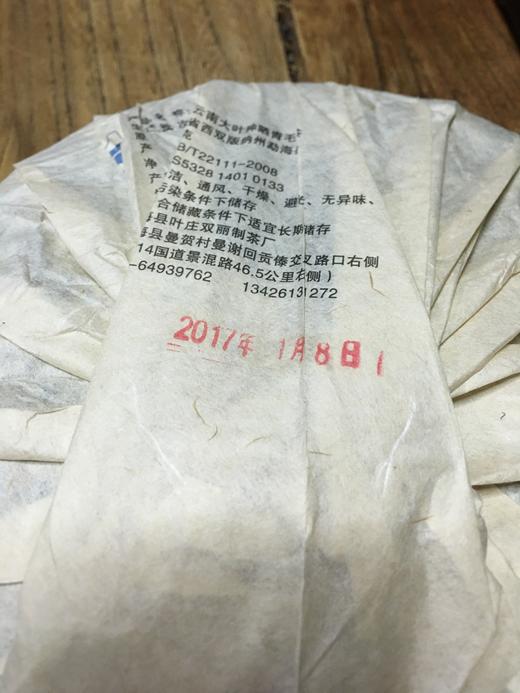 云南大叶种晒青毛
省西双版纳州勐海
克
B/T22111-2008
S5328 1401 0133
洁、通风、干燥、避 、无异味、
污染条件下储存
合储藏条件下适宜长期储存
海县叶庄双丽制茶厂
海县曼贺村曼谢回贡傣交叉路口右侧
14国道景混路46.5公里右侧）
-64939762 13426131272
2017年 1月8日 1